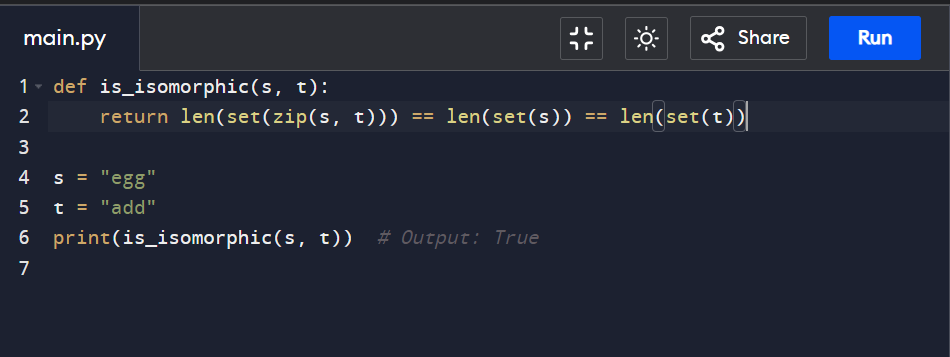 main.py Share Run
1 def is_isomorphic(s, t):
2     return len(set(zip(s, t))) == len(set(s)) == len(set(t))
3
4 s = "egg"
5 t = "add"
6 print(is_isomorphic(s, t))  # Output: True
7